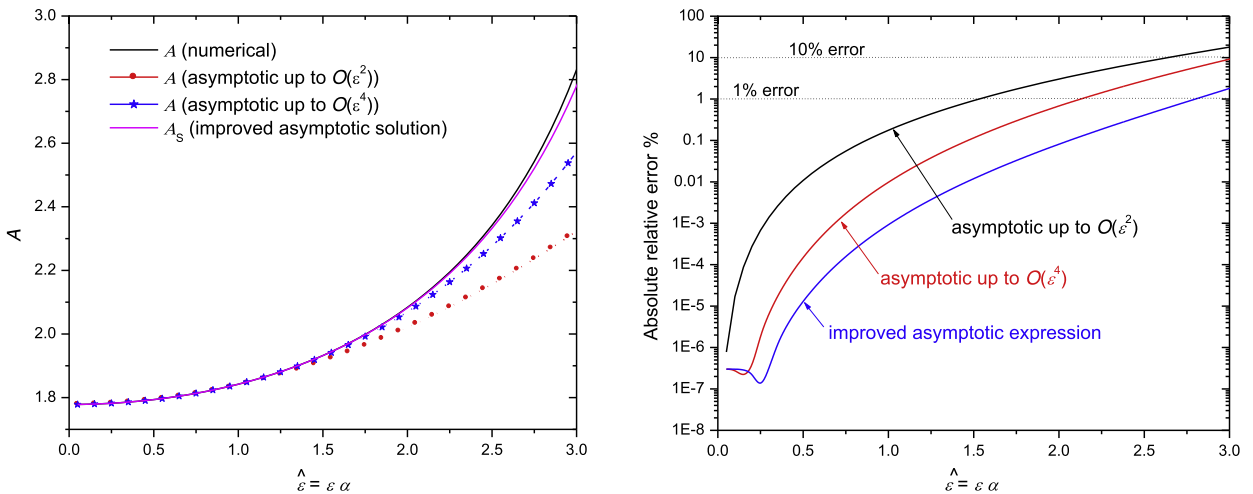 3.0
2.8
2.6
2.4
2.2
2.0
1.8
A
A (numerical)
A (asymptotic up to O(ε²))
A (asymptotic up to O(ε⁴))
A_S (improved asymptotic solution)
0.0 0.5 1.0 1.5 2.0 2.5 3.0
ε̂ = ε α
100
10
1
0.1
0.01
1E-3
1E-4
1E-5
1E-6
1E-7
1E-8
Absolute relative error %
10% error
1% error
asymptotic up to O(ε²)
asymptotic up to O(ε⁴)
improved asymptotic expression
0.0 0.5 1.0 1.5 2.0 2.5 3.0
ε̂ = ε α